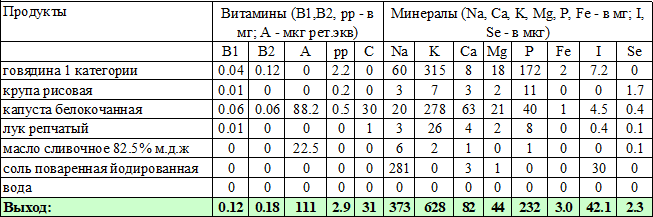 Продукты Витамины (B1,B2, pp - в мг; А - мкг рет.экв) Минералы (Na, Ca, K, Mg, P, Fe - в мг; I, Se - в мкг)
B1 B2 A pp C Na K Ca Mg P Fe I Se
говядина 1 категории 0.04 0.12 0 2.2 0 60 315 8 18 172 2 7.2 0
крупа рисовая 0.01 0 0 0.2 0 3 7 3 2 11 0 0 1.7
капуста белокочанная 0.06 0.06 88.2 0.5 30 20 278 63 21 40 1 4.5 0.4
лук репчатый 0.01 0 0 0 1 3 26 4 2 8 0 0.4 0.1
масло сливочное 82.5% м.д.ж 0 0 22.5 0 0 6 2 1 0 1 0 0 0.1
соль поваренная йодированная 0 0 0 0 0 281 0 3 1 0 0 30 0
вода 0 0 0 0 0 0 0 0 0 0 0 0 0
Выход: 0.12 0.18 111 2.9 31 373 628 82 44 232 3.0 42.1 2.3